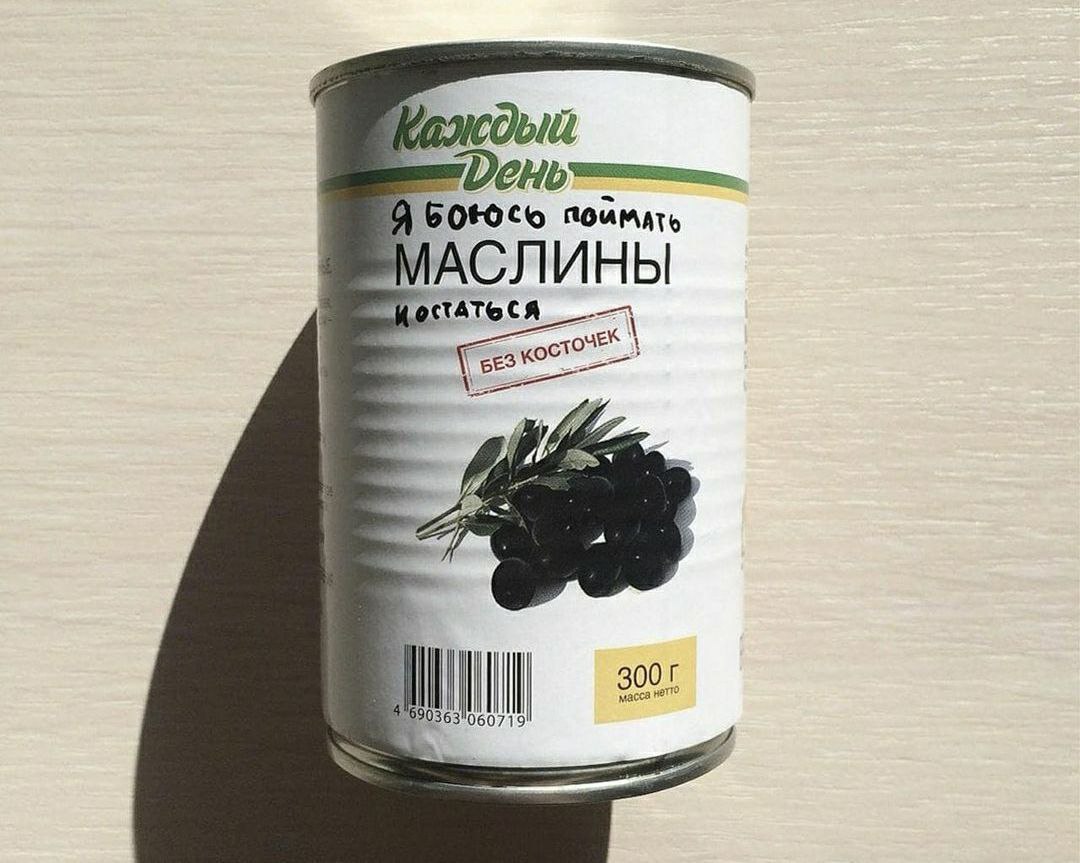 Каждый
День
Я БОЮСЬ ПОЙМАТЬ
МАСЛИНЫ
И ОСТАТЬСЯ
БЕЗ КОСТОЧЕК
300 г
масса нетто
4 690363 060719